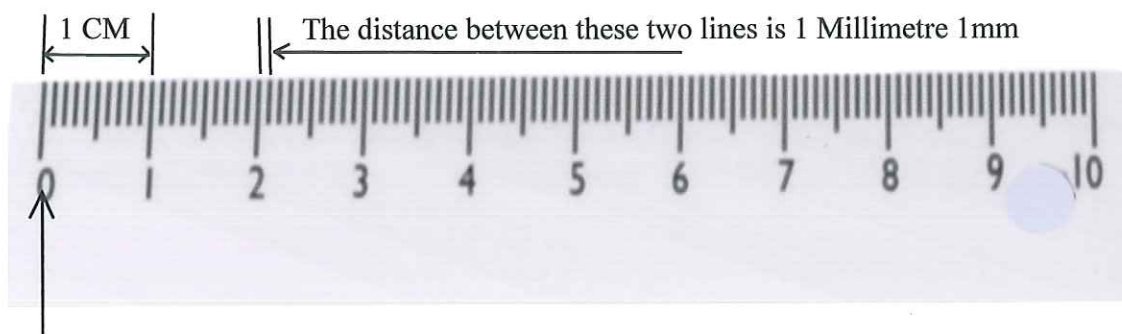 1 CM
The distance between these two lines is 1 Millimetre 1mm
0 1 2 3 4 5 6 7 8 9 10